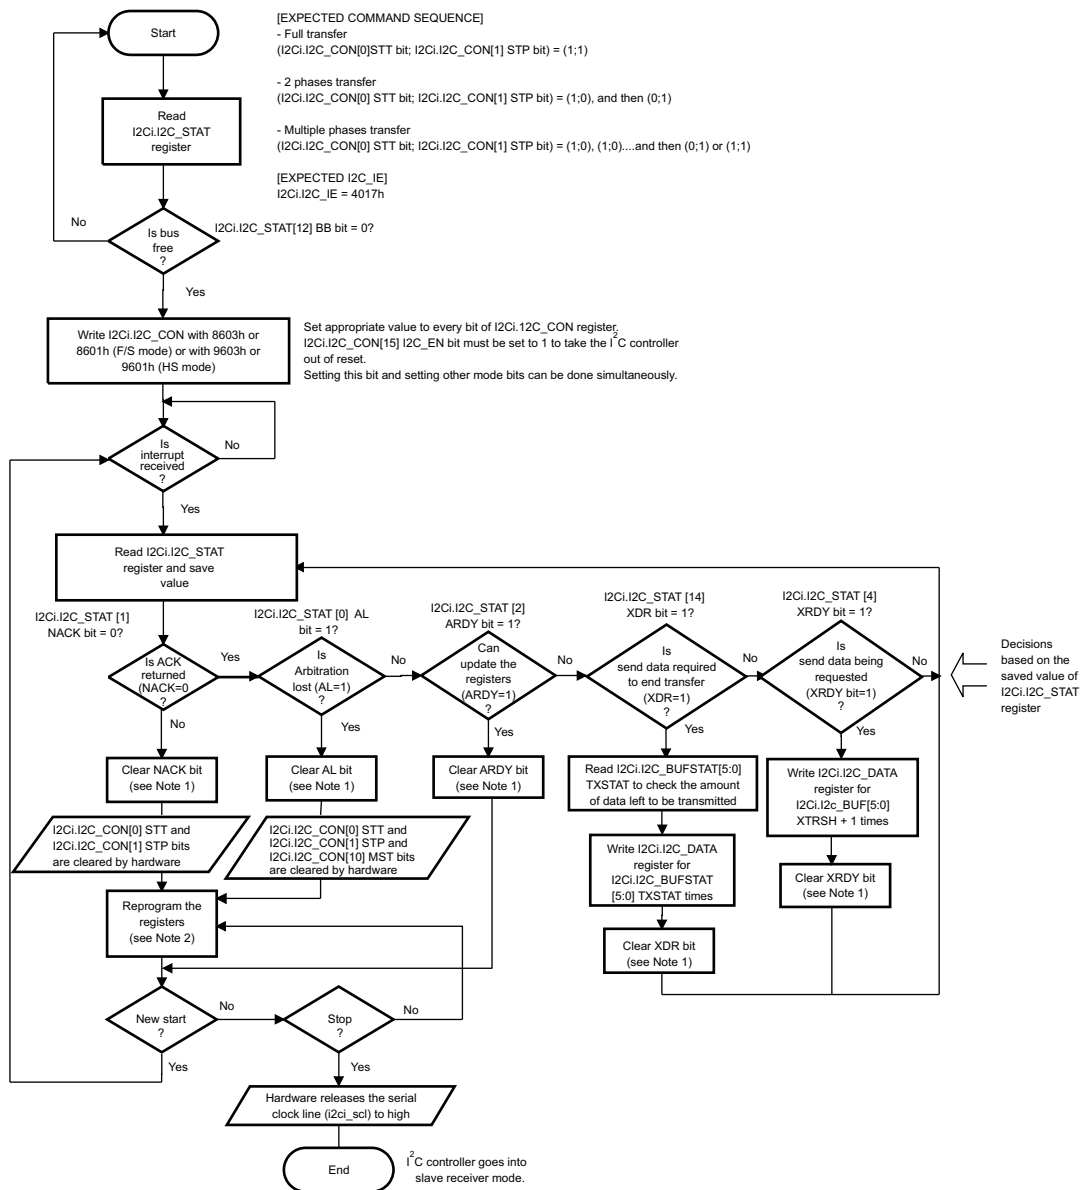 Start
[EXPECTED COMMAND SEQUENCE]
- Full transfer
(I2Ci.I2C_CON[0]STT bit; I2Ci.I2C_CON[1] STP bit) = (1;1)
- 2 phases transfer
(I2Ci.I2C_CON[0] STT bit; I2Ci.I2C_CON[1] STP bit) = (1;0), and then (0;1)
- Multiple phases transfer
(I2Ci.I2C_CON[0] STT bit; I2Ci.I2C_CON[1] STP bit) = (1;0), (1;0)....and then (0;1) or (1;1)
[EXPECTED I2C_IE]
I2Ci.I2C_IE = 4017h
Read
I2Ci.I2C_STAT
register
No
Is bus
free
?
I2Ci.I2C_STAT[12] BB bit = 0?
Yes
Write I2Ci.I2C_CON with 8603h or
8601h (F/S mode) or with 9603h or
9601h (HS mode)
Set appropriate value to every bit of I2Ci.12C_CON register.
I2Ci.I2C_CON[15] I2C_EN bit must be set to 1 to take the I2C controller
out of reset.
Setting this bit and setting other mode bits can be done simultaneously.
Is
interrupt
received
?
No
Yes
Read I2Ci.I2C_STAT
register and save
value
I2Ci.I2C_STAT [1]
NACK bit = 0?
Is ACK
returned
(NACK=0
?
Yes
No
I2Ci.I2C_STAT [0] AL
bit = 1?
Is
Arbitration
lost (AL=1)
?
No
Yes
I2Ci.I2C_STAT [2]
ARDY bit = 1?
Can
update the
registers
(ARDY=1)
?
No
Yes
I2Ci.I2C_STAT [14]
XDR bit = 1?
Is
send data required
to end transfer
(XDR=1)
?
No
Yes
I2Ci.I2C_STAT [4]
XRDY bit = 1?
Is
send data being
requested
(XRDY bit=1)
?
No
Yes
Decisions
based on the
saved value of
I2Ci.I2C_STAT
register
Clear NACK bit
(see Note 1)
Clear AL bit
(see Note 1)
Clear ARDY bit
(see Note 1)
Read I2Ci.I2C_BUFSTAT[5:0]
TXSTAT to check the amount
of data left to be transmitted
Write I2Ci.I2C_DATA
register for
I2Ci.I2c_BUF[5:0]
XTRSH + 1 times
I2Ci.I2C_CON[0] STT and
I2Ci.I2C_CON[1] STP bits
are cleared by hardware
I2Ci.I2C_CON[0] STT and
I2Ci.I2C_CON[1] STP and
I2Ci.I2C_CON[10] MST bits
are cleared by hardware
Write I2Ci.I2C_DATA
register for
I2Ci.I2C_BUFSTAT
[5:0] TXSTAT times
Clear XRDY bit
(see Note 1)
Reprogram the
registers
(see Note 2)
Clear XDR bit
(see Note 1)
New start
?
No
Yes
Stop
?
No
Yes
Hardware releases the serial
clock line (i2ci_scl) to high
End
I2C controller goes into
slave receiver mode.